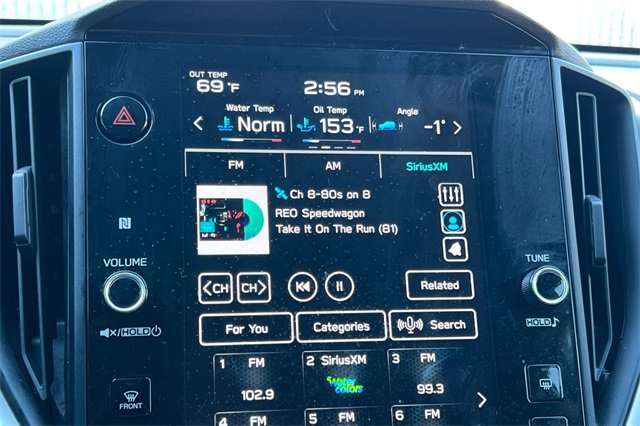 OUT TEMP
69 °F 2:56 PM
Water Temp Oil Temp Angle
Norm 153 °F -1°
FM AM SiriusXM
Ch 8-80s on 8
REO Speedwagon
Take It On The Run (81)
VOLUME
TUNE
<CH CH> Related
For You Categories Search
HOLD
HOLD
1 FM 2 SiriusXM 3 FM
102.9 Water colors 99.3
FRONT
4 FM 5 FM 6 FM